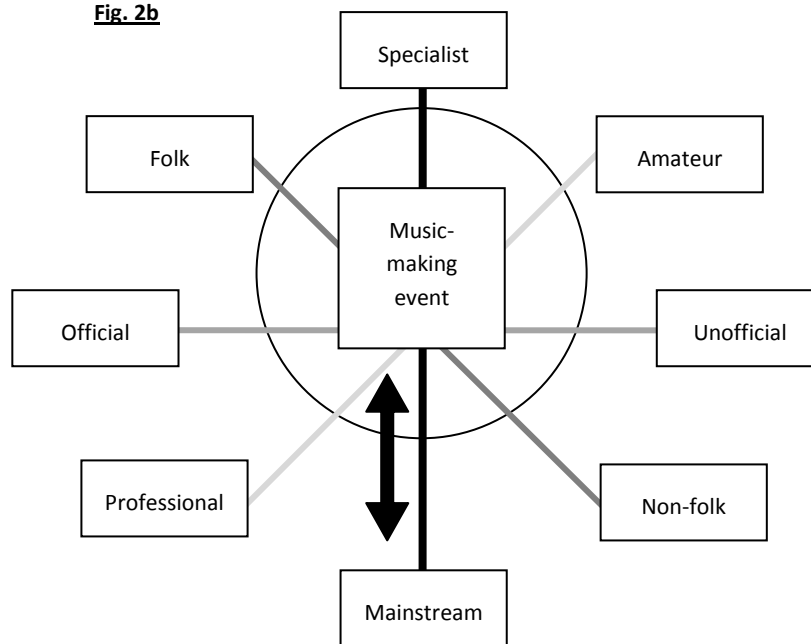 Fig. 2b
Specialist
Folk
Amateur
Music-
making
event
Official
Unofficial
Professional
Non-folk
Mainstream